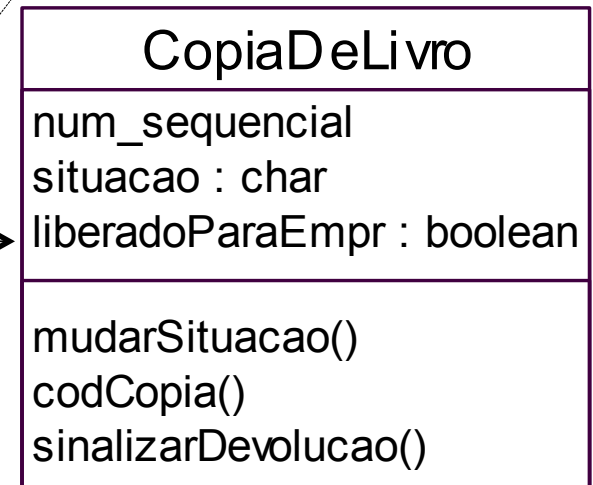 CopiaDeLivro
num_sequencial
situacao : char
liberadoParaEmpr : boolean
mudarSituacao()
codCopia()
sinalizarDevolucao()